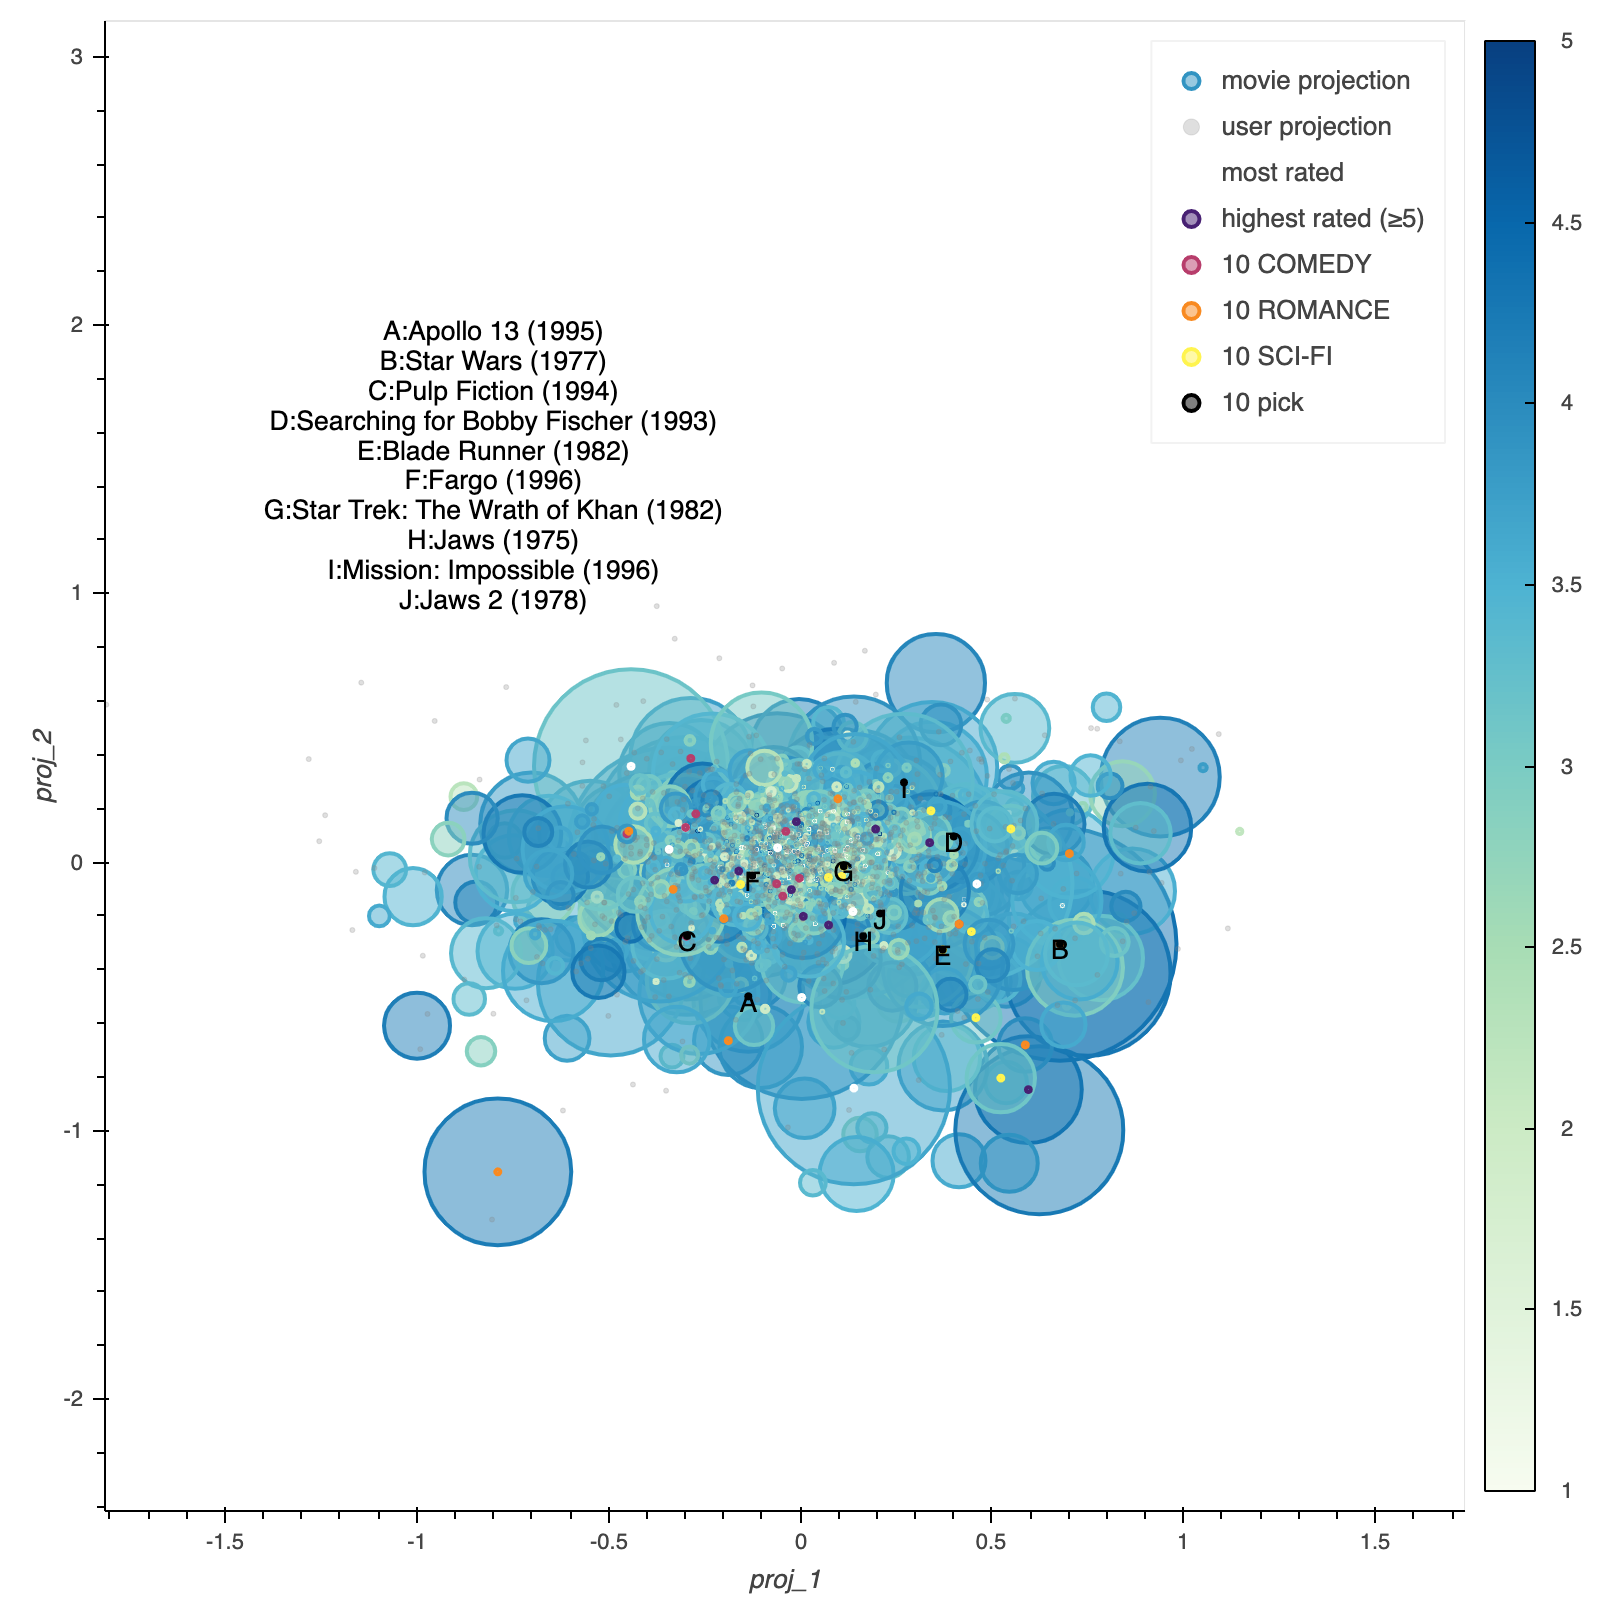 3
2
1
0
-1
-2
proj_2
-1.5
-1
-0.5
0
0.5
1
1.5
proj_1
A:Apollo 13 (1995)
B:Star Wars (1977)
C:Pulp Fiction (1994)
D:Searching for Bobby Fischer (1993)
E:Blade Runner (1982)
F:Fargo (1996)
G:Star Trek: The Wrath of Khan (1982)
H:Jaws (1975)
I:Mission: Impossible (1996)
J:Jaws 2 (1978)
movie projection
user projection
most rated
highest rated (≥5)
10 COMEDY
10 ROMANCE
10 SCI-FI
10 pick
I
D
G
F
J
C
H
E
B
A
5
4.5
4
3.5
3
2.5
2
1.5
1